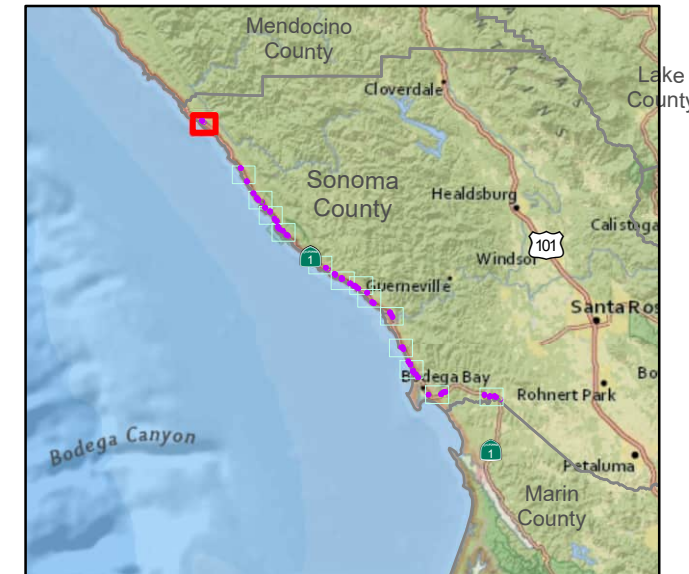 Mendocino
County
Lake
County
Cloverdale
Sonoma
County
Healdsburg
Calistoga
101
Windsor
1
Guerneville
Santa Ros
Bodega Bay
Bo
Rohnert Park
Bodega Canyon
1
Petaluma
Marin
County